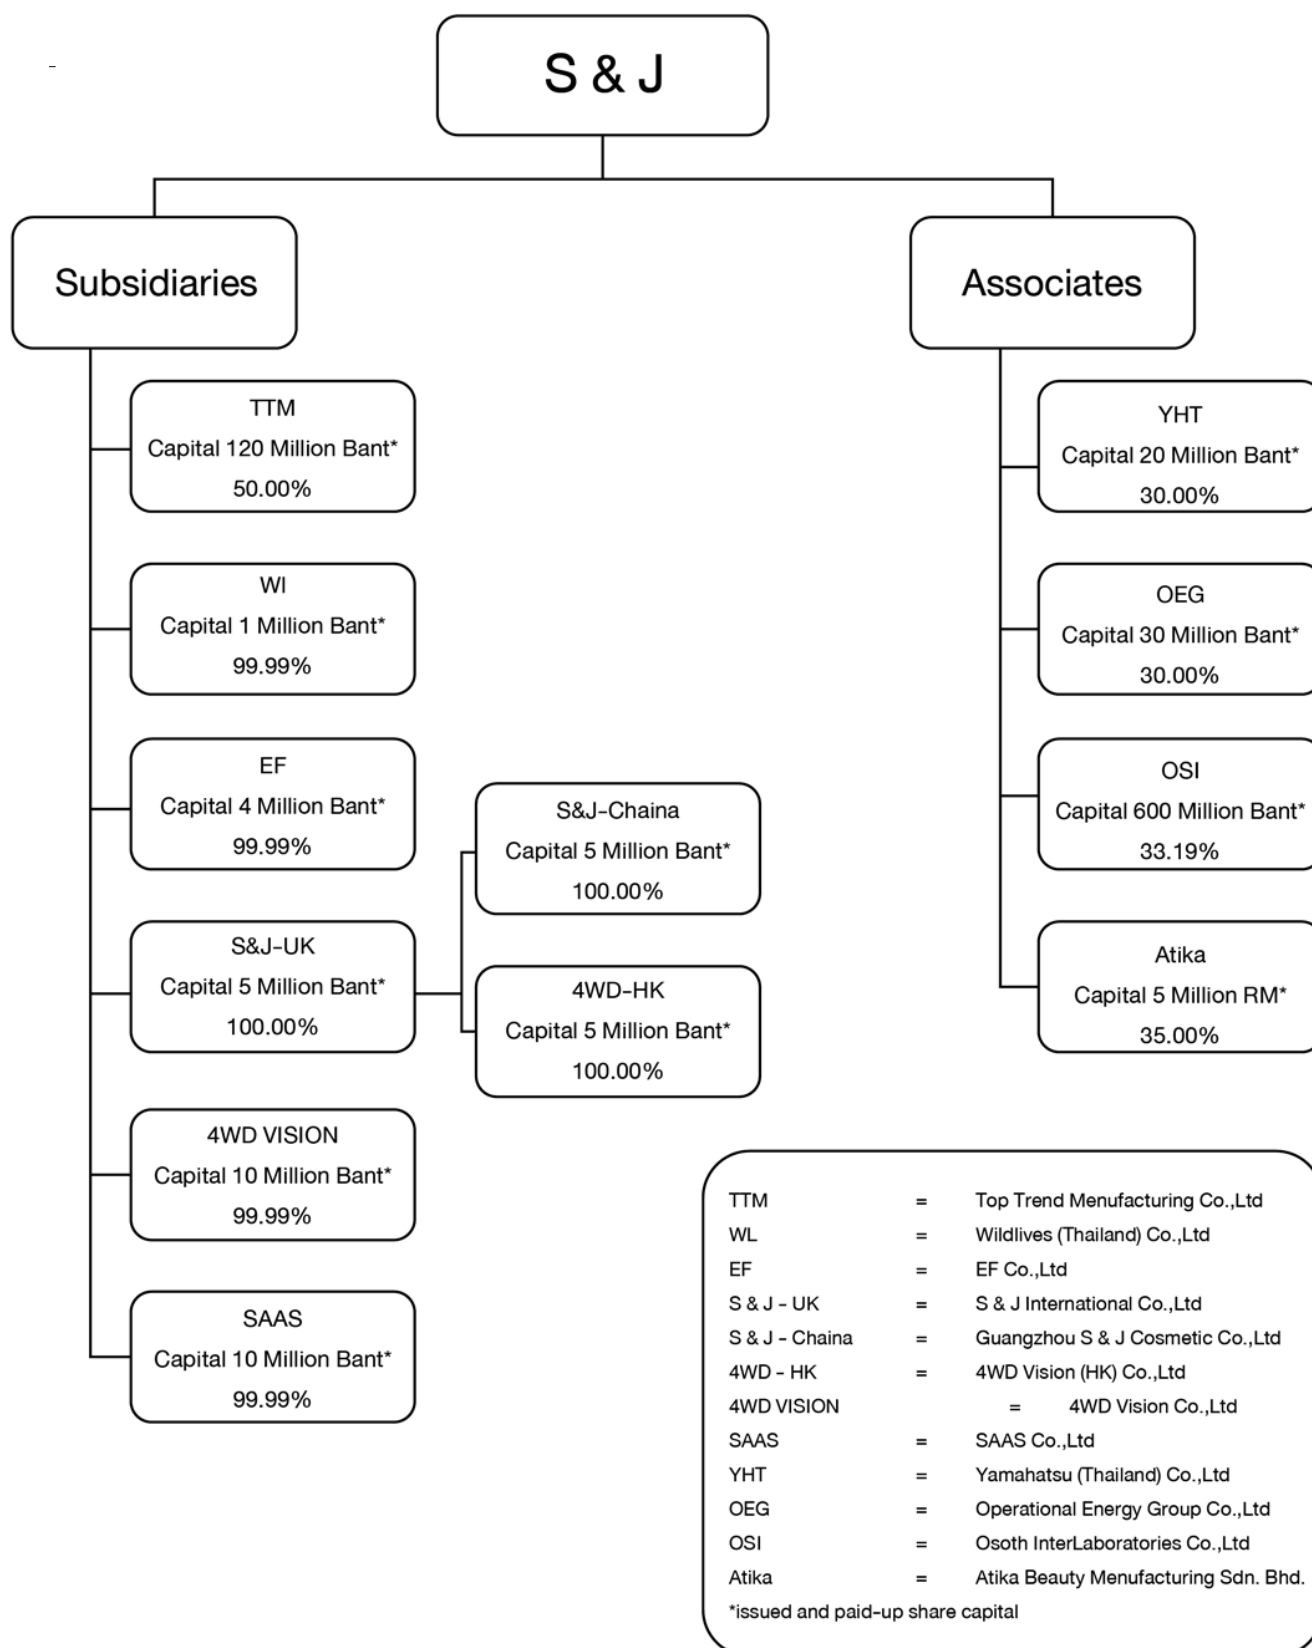 S & J
Subsidiaries
TTM
Capital 120 Million Bant*
50.00%
WI
Capital 1 Million Bant*
99.99%
EF
Capital 4 Million Bant*
99.99%
S&J-UK
Capital 5 Million Bant*
100.00%
S&J-Chaina
Capital 5 Million Bant*
100.00%
4WD-HK
Capital 5 Million Bant*
100.00%
4WD VISION
Capital 10 Million Bant*
99.99%
SAAS
Capital 10 Million Bant*
99.99%
Associates
YHT
Capital 20 Million Bant*
30.00%
OEG
Capital 30 Million Bant*
30.00%
OSI
Capital 600 Million Bant*
33.19%
Atika
Capital 5 Million RM*
35.00%
TTM = Top Trend Menufacturing Co.,Ltd
WL = Wildlives (Thailand) Co.,Ltd
EF = EF Co.,Ltd
S & J - UK = S & J International Co.,Ltd
S & J - Chaina = Guangzhou S & J Cosmetic Co.,Ltd
4WD - HK = 4WD Vision (HK) Co.,Ltd
4WD VISION = 4WD Vision Co.,Ltd
SAAS = SAAS Co.,Ltd
YHT = Yamahatsu (Thailand) Co.,Ltd
OEG = Operational Energy Group Co.,Ltd
OSI = Osoth InterLaboratories Co.,Ltd
Atika = Atika Beauty Menufacturing Sdn. Bhd.
*issued and paid-up share capital